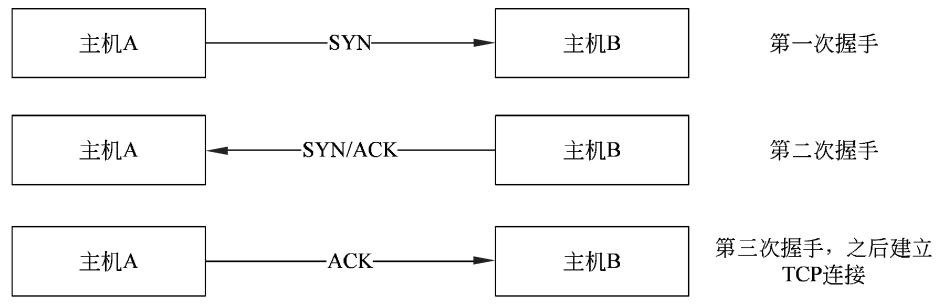 主机A SYN 主机B 第一次握手
主机A SYN/ACK 主机B 第二次握手
主机A ACK 主机B 第三次握手，之后建立
TCP连接